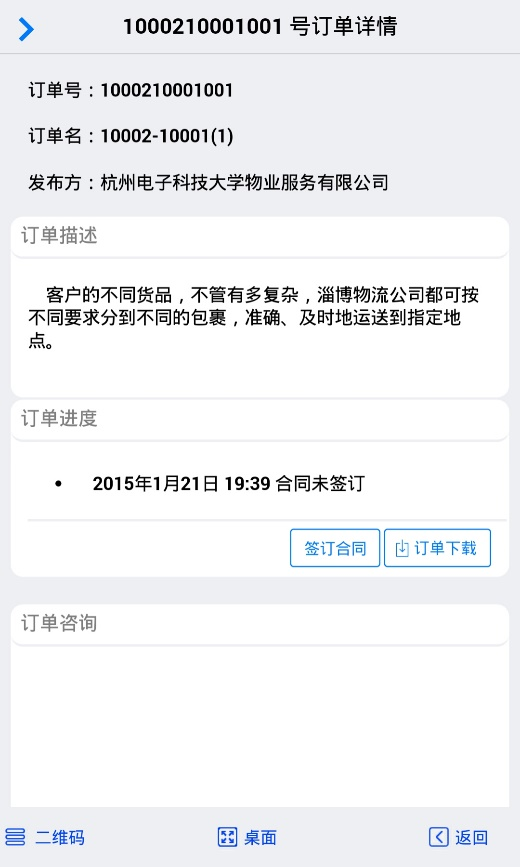 1000210001001 号订单详情
订单号：1000210001001
订单名：10002-10001(1)
发布方：杭州电子科技大学物业服务有限公司
订单描述
客户的不同货品，不管有多复杂，淄博物流公司都可按
不同要求分到不同的包裹，准确、及时地运送到指定地
点。
订单进度
• 2015年1月21日 19:39 合同未签订
签订合同 订单下载
订单咨询
二维码 桌面 返回